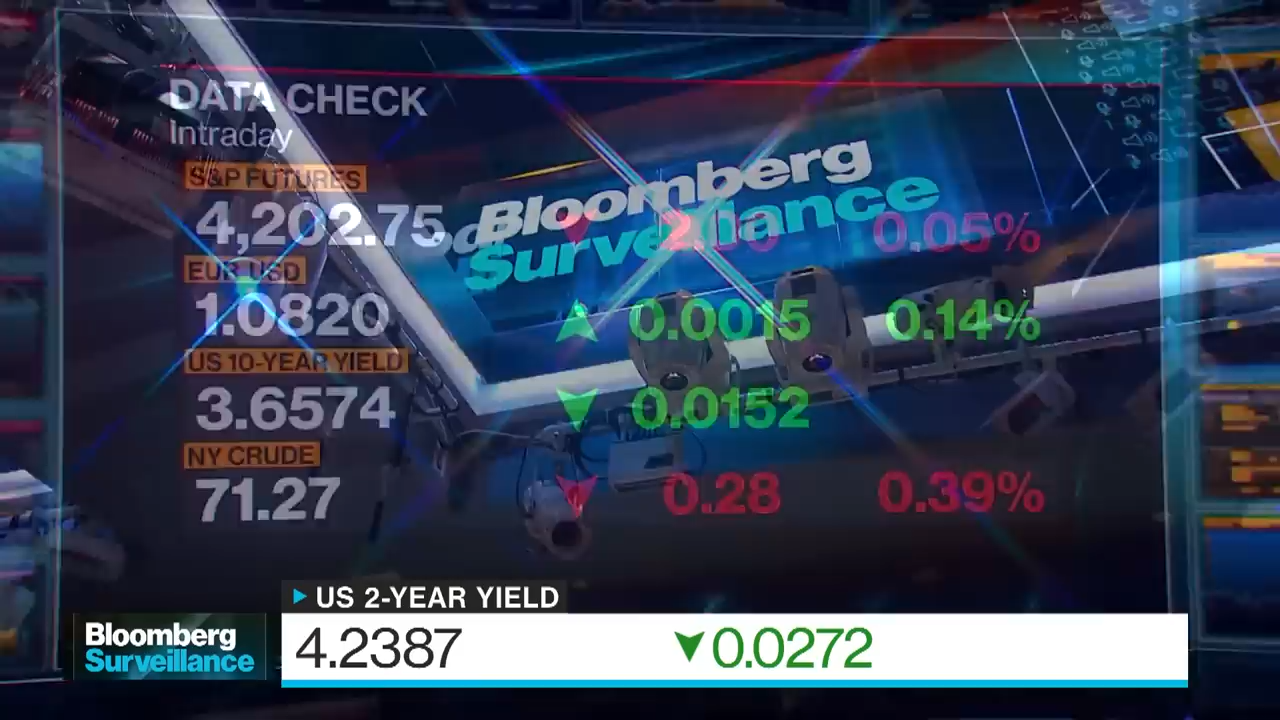 DATA CHECK
Intraday
S&P FUTURES
4,202.75 ▼ 0.05%
EUR USD
1.0820 ▲ 0.0015 0.14%
US 10-YEAR YIELD
3.6574 ▼ 0.0152
NY CRUDE
71.27 ▼ 0.28 0.39%
Bloomberg
Surveillance
▶ US 2-YEAR YIELD
4.2387 ▼ 0.0272
Bloomberg
Surveillance